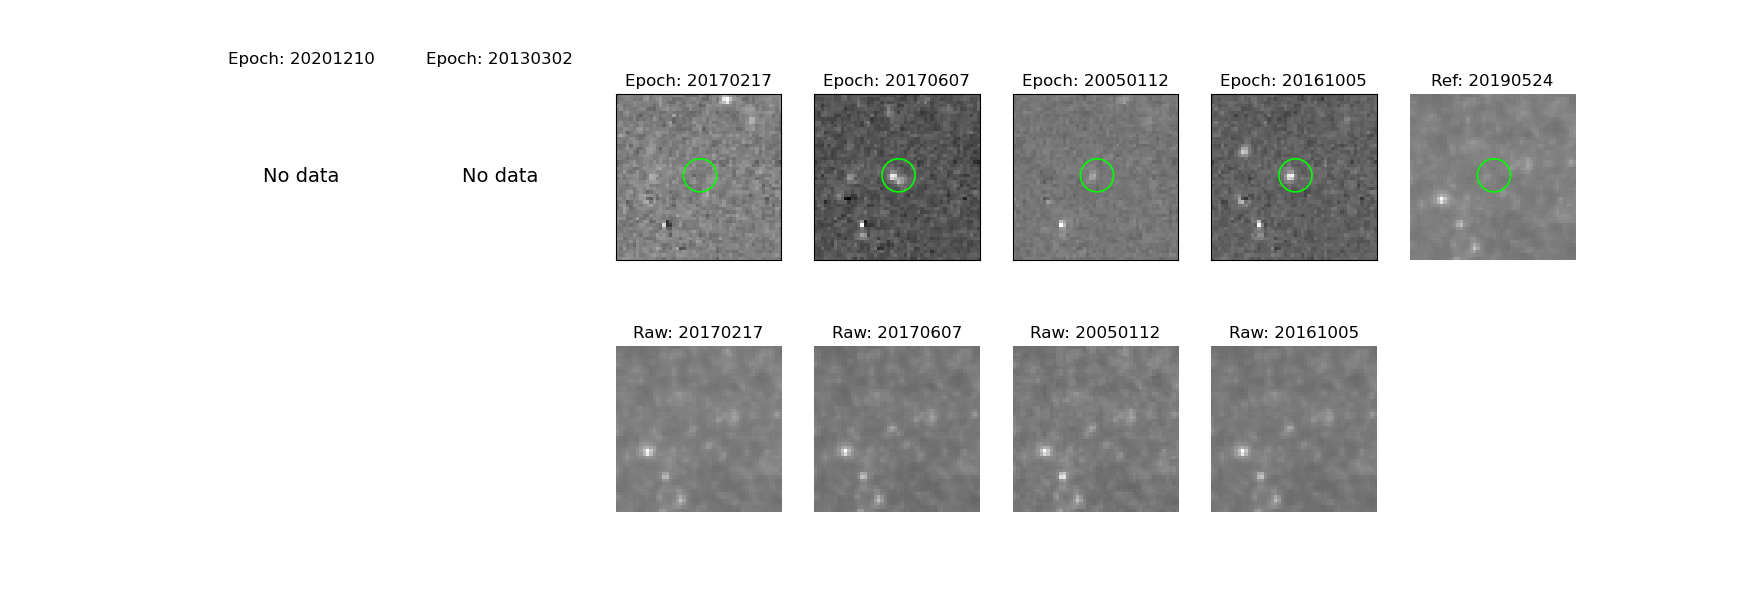 Epoch: 20201210
Epoch: 20130302
Epoch: 20170217
Epoch: 20170607
Epoch: 20050112
Epoch: 20161005
Ref: 20190524
No data
No data
Raw: 20170217
Raw: 20170607
Raw: 20050112
Raw: 20161005